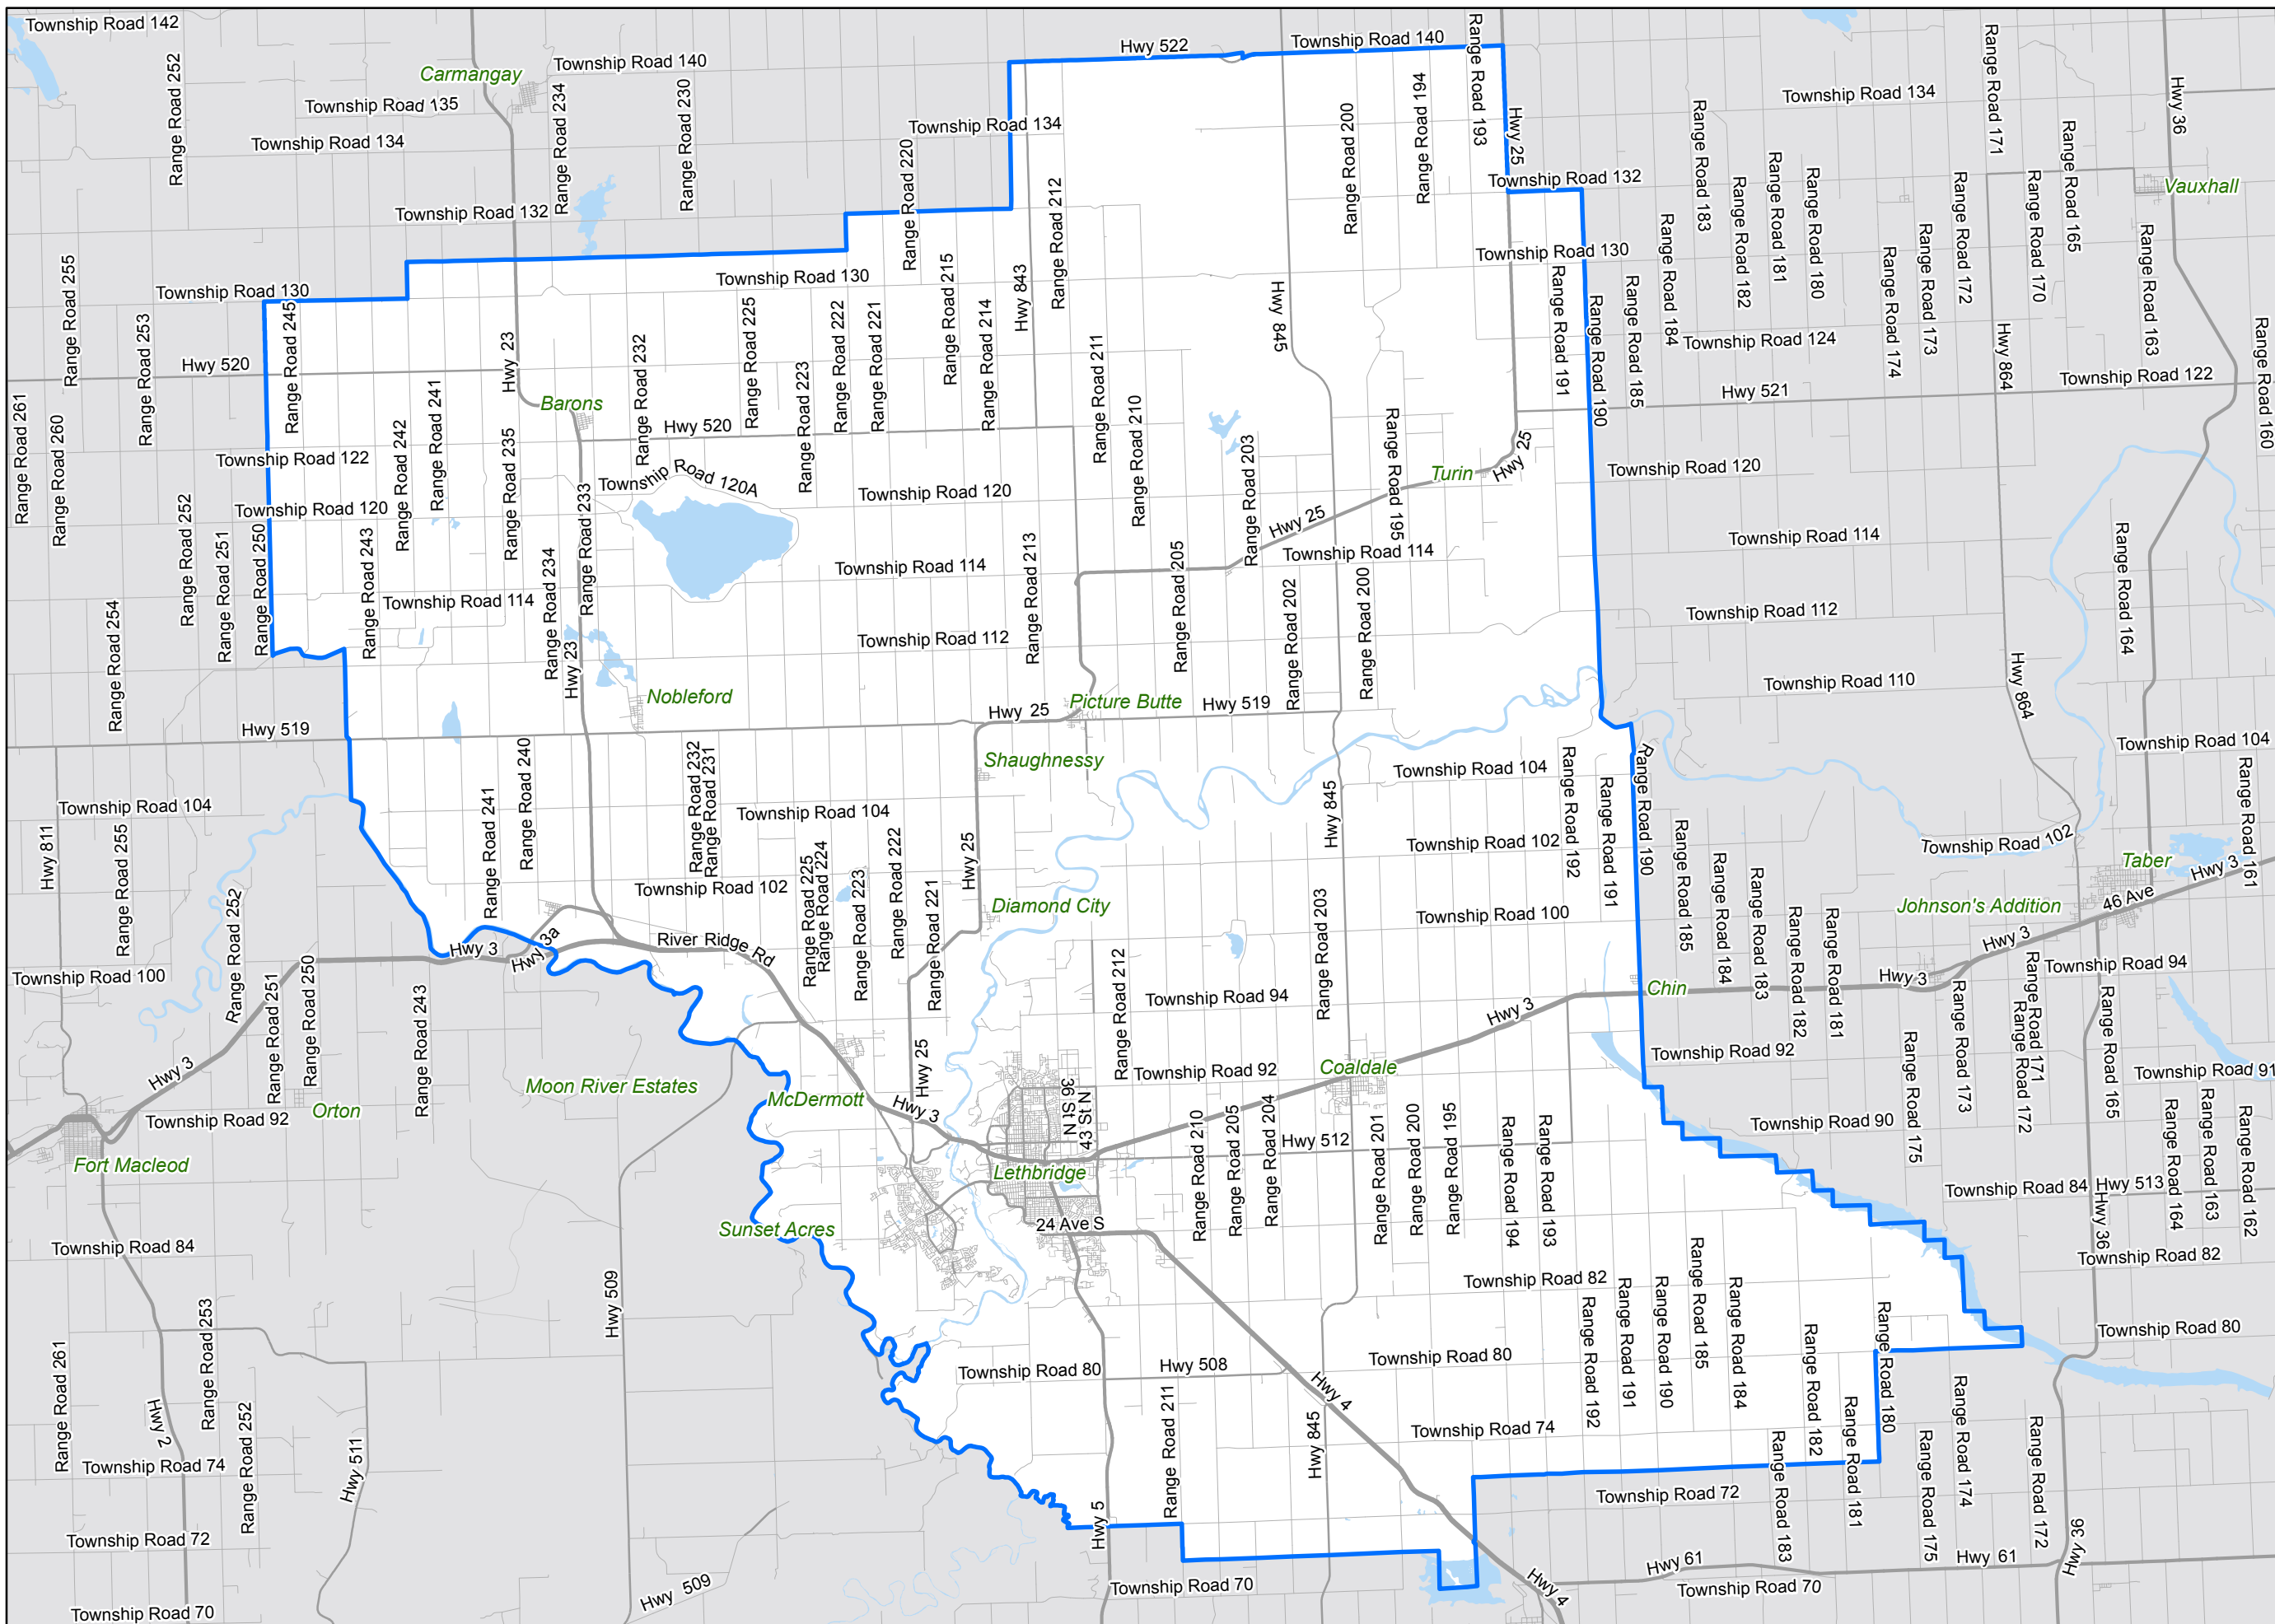 Township Road 142
Hwy 522
Township Road 140
Range Road 193
Range Road 171
Carmangay
Township Road 140
Range Road 252
Township Road 135
Range Road 234
Range Road 230
Township Road 134
Range Road 200
Range Road 194
Hwy 25
Range Road 183
Township Road 134
Range Road 165
Hwy 36
Township Road 134
Range Road 220
Range Road 212
Township Road 132
Range Road 182
Range Road 181
Range Road 180
Range Road 172
Range Road 170
Vauxhall
Township Road 132
Range Road 184
Range Road 174
Range Road 173
Range Road 163
Range Road 255
Township Road 130
Range Road 245
Township Road 130
Range Road 215
Hwy 843
Township Road 130
Range Road 191
Range Road 190
Range Road 185
Range Road 253
Hwy 520
Hwy 23
Range Road 232
Range Road 225
Range Road 223
Range Road 222
Range Road 221
Range Road 214
Range Road 211
Hwy 845
Township Road 124
Hwy 864
Township Road 122
Range Road 160
Range Road 261
Range Road 260
Range Road 242
Range Road 241
Range Road 235
Barons
Hwy 520
Range Road 210
Range Road 203
Range Road 195
Hwy 521
Township Road 122
Township Road 120A
Turin
Hwy 25
Township Road 120
Range Road 252
Range Road 251
Range Road 250
Township Road 120
Range Road 243
Range Road 233
Township Road 120
Hwy 25
Township Road 114
Range Road 164
Range Road 254
Township Road 114
Range Road 234
Township Road 114
Range Road 213
Range Road 205
Township Road 114
Range Road 202
Range Road 200
Township Road 112
Hwy 23
Township Road 112
Hwy 864
Nobleford
Picture Butte
Township Road 110
Hwy 519
Hwy 25
Hwy 519
Range Road 240
Range Road 232
Range Road 231
Shaughnessy
Township Road 104
Range Road 192
Range Road 191
Range Road 190
Township Road 104
Range Road 161
Township Road 104
Hwy 811
Range Road 255
Range Road 241
Township Road 104
Range Road 222
Hwy 25
Hwy 845
Township Road 102
Township Road 102
Taber
Hwy 3
Range Road 252
Township Road 102
Range Road 225
Range Road 224
Range Road 223
Range Road 221
Diamond City
Range Road 203
Township Road 100
Range Road 185
Range Road 184
Range Road 183
Range Road 182
Range Road 181
Johnson's Addition
46 Ave
Hwy 3
Township Road 100
Range Road 251
Range Road 250
Range Road 243
Hwy 3
Hwy 3a
River Ridge Rd
Range Road 212
Township Road 94
Hwy 3
Chin
Hwy 3
Township Road 94
Range Road 171
Range Road 172
Range Road 173
Range Road 175
Range Road 165
Hwy 3
Township Road 92
Orton
Moon River Estates
McDermott
Hwy 25
Hwy 3
36 St N
43 St N
Township Road 92
Coaldale
Township Road 92
Township Road 91
Township Road 90
Fort Macleod
Lethbridge
Range Road 210
Range Road 205
Range Road 204
Hwy 512
Range Road 201
Range Road 200
Range Road 195
Range Road 194
Range Road 193
Township Road 84
Hwy 513
Range Road 164
Range Road 163
Range Road 162
Hwy 36
Sunset Acres
24 Ave S
Township Road 84
Township Road 82
Range Road 185
Township Road 82
Range Road 253
Hwy 509
Range Road 192
Range Road 191
Range Road 190
Range Road 184
Range Road 182
Range Road 180
Township Road 80
Range Road 261
Hwy 2
Range Road 252
Township Road 80
Hwy 508
Range Road 211
Township Road 80
Hwy 4
Range Road 181
Range Road 174
Hwy 511
Township Road 74
Hwy 845
Township Road 74
Range Road 183
Range Road 175
Range Road 172
Township Road 72
Hwy 5
Township Road 72
Hwy 36
Hwy 509
Township Road 70
Hwy 4
Hwy 61
Township Road 70
Hwy 61
Township Road 70